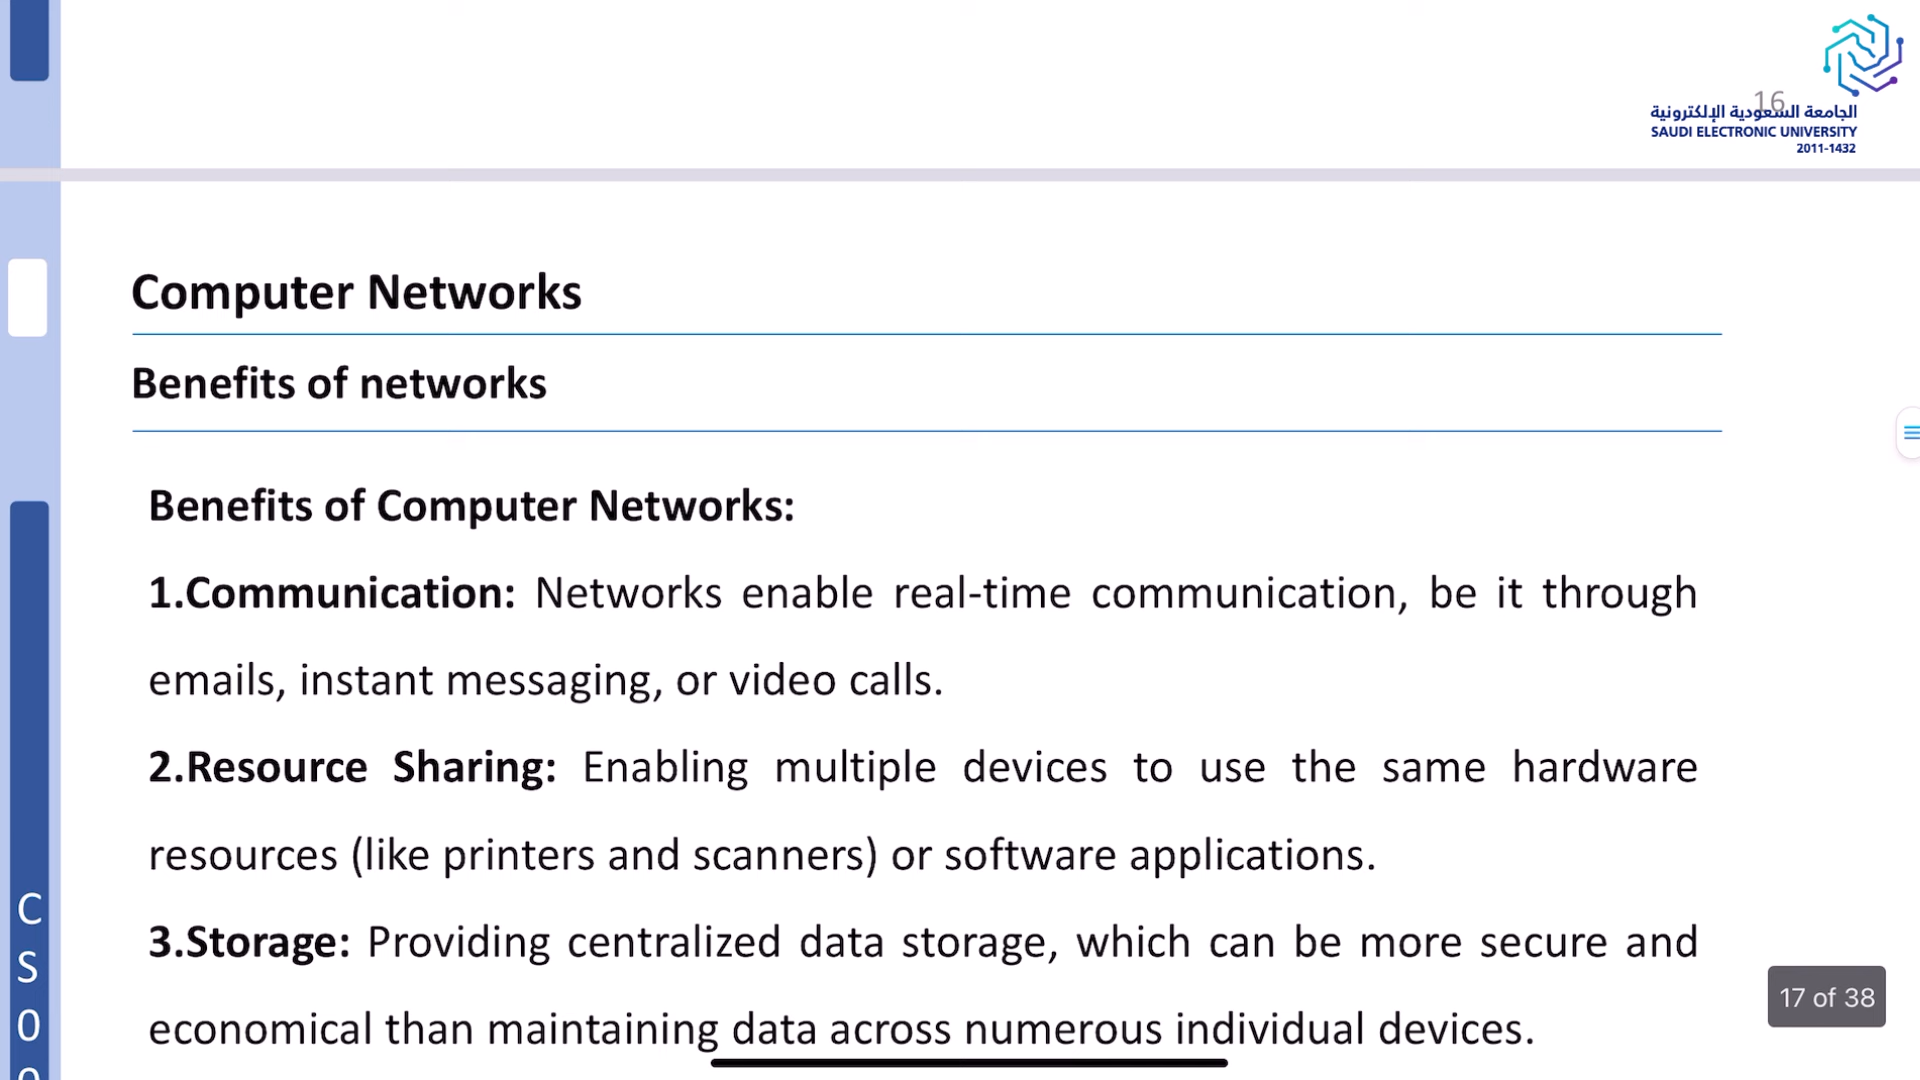 16
الجامعة السعودية الإلكترونية
SAUDI ELECTRONIC UNIVERSITY
2011-1432
Computer Networks
Benefits of networks
Benefits of Computer Networks:
1.Communication: Networks enable real-time communication, be it through
emails, instant messaging, or video calls.
2.Resource Sharing: Enabling multiple devices to use the same hardware
resources (like printers and scanners) or software applications.
3.Storage: Providing centralized data storage, which can be more secure and
economical than maintaining data across numerous individual devices.
C
S
0
17 of 38